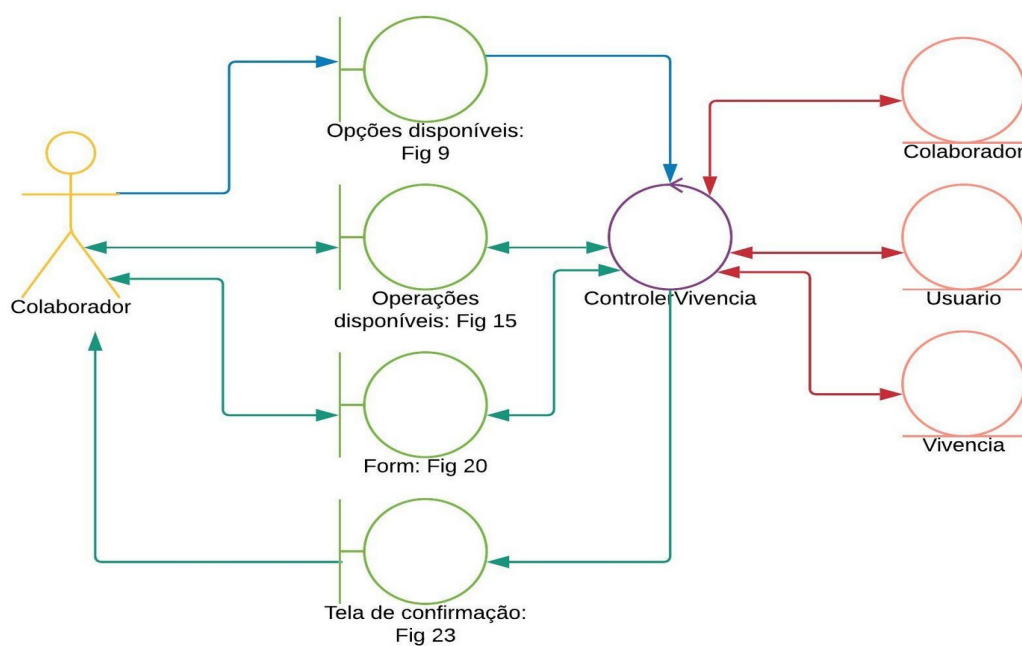 Opções disponíveis:
Fig 9
Colaborador
Colaborador
Operações
disponíveis: Fig 15
ControlerVivencia
Usuario
Form: Fig 20
Vivencia
Tela de confirmação:
Fig 23